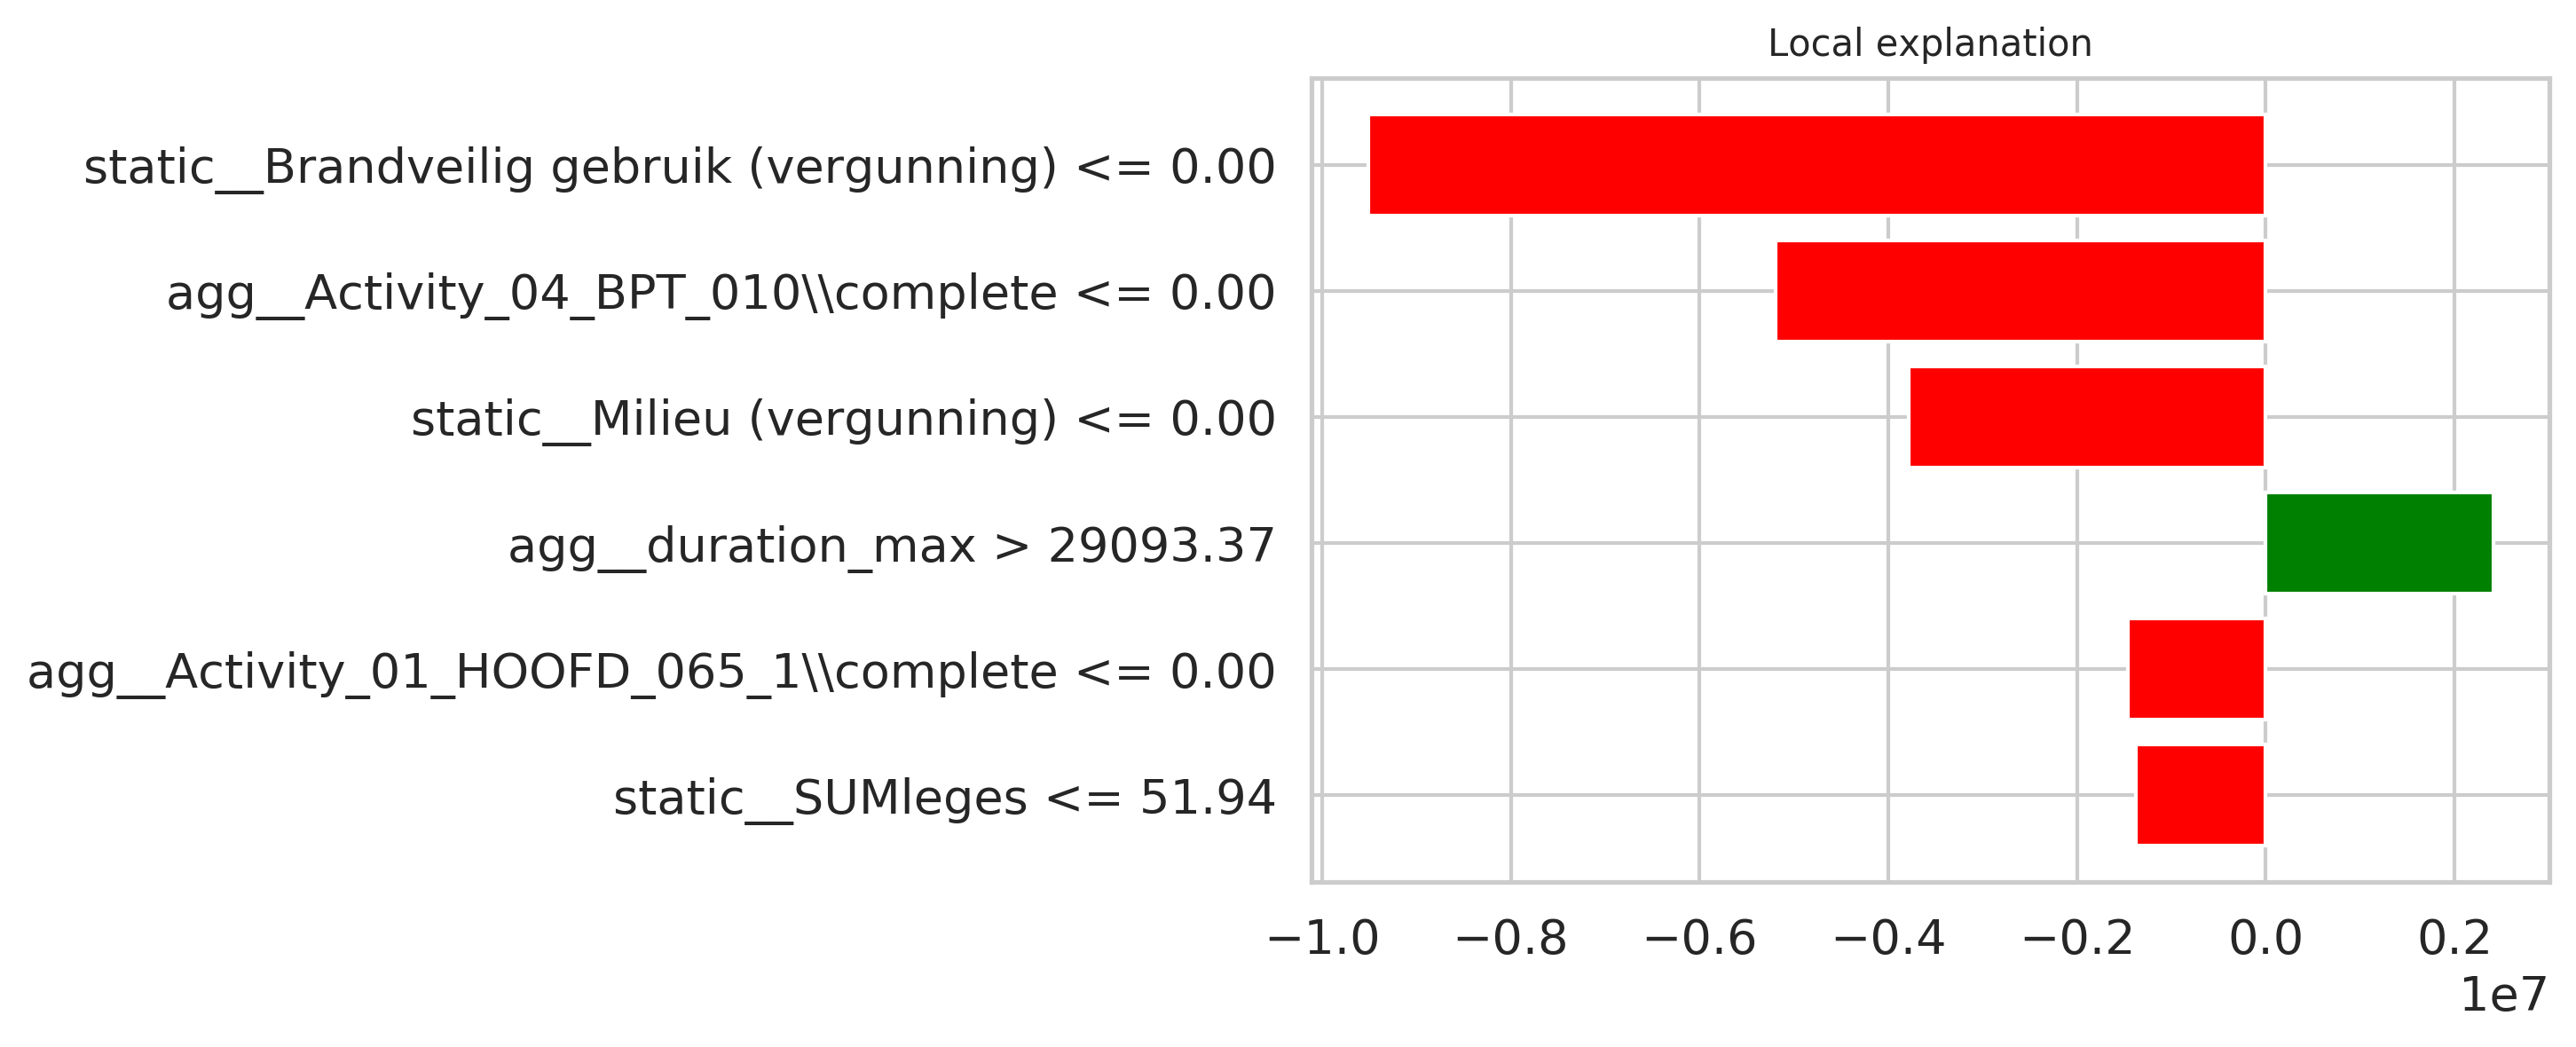 Local explanation
static__Brandveilig gebruik (vergunning) <= 0.00
agg__Activity_04_BPT_010\\complete <= 0.00
static__Milieu (vergunning) <= 0.00
agg__duration_max > 29093.37
agg__Activity_01_HOOFD_065_1\\complete <= 0.00
static__SUMleges <= 51.94
−1.0 −0.8 −0.6 −0.4 −0.2 0.0 0.2
1e7